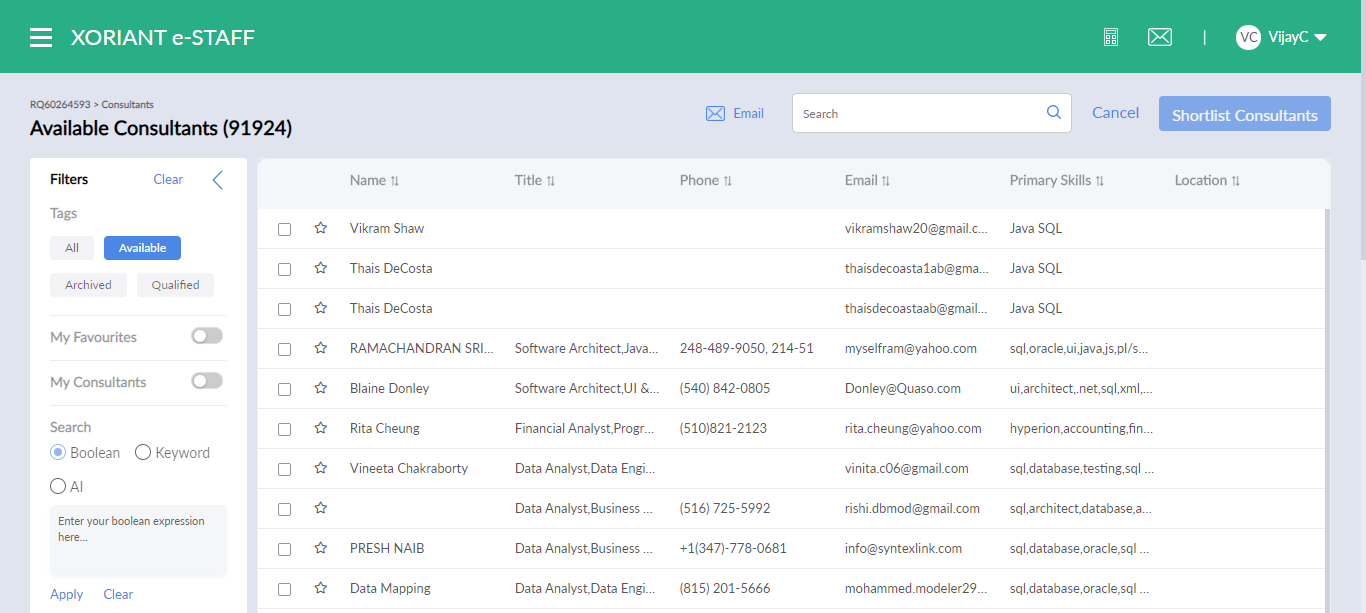 XORIANT e-STAFF
VC VijayC
RQ60264593 > Consultants
Available Consultants (91924)
Email
Search
Cancel
Shortlist Consultants
Filters Clear
Tags
All Available
Archived Qualified
My Favourites
My Consultants
Search
Boolean Keyword
AI
Enter your boolean expression
here...
Apply Clear
Name Title Phone Email Primary Skills Location
Vikram Shaw vikramshaw20@gmail.c... Java SQL
Thais DeCosta thaisdecoasta1ab@gma... Java SQL
Thais DeCosta thaisdecoastaab@gmail... Java SQL
RAMACHANDRAN SRI... Software Architect,Java... 248-489-9050, 214-51 myselfram@yahoo.com sql,oracle,ui,java,js,pl/s...
Blaine Donley Software Architect,UI &... (540) 842-0805 Donley@Quaso.com ui,architect,.net,sql,xml,...
Rita Cheung Financial Analyst,Progr... (510)821-2123 rita.cheung@yahoo.com hyperion,accounting,fin...
Vineeta Chakraborty Data Analyst,Data Engi... vinita.c06@gmail.com sql,database,testing,sql ...
Data Analyst,Business ... (516) 725-5992 rishi.dbmod@gmail.com sql,architect,database,a...
PRESH NAIB Data Analyst,Business ... +1(347)-778-0681 info@syntexlink.com sql,database,oracle,sql ...
Data Mapping Data Analyst,Data Engi... (815) 201-5666 mohammed.modeler29... sql,database,oracle,sql ...